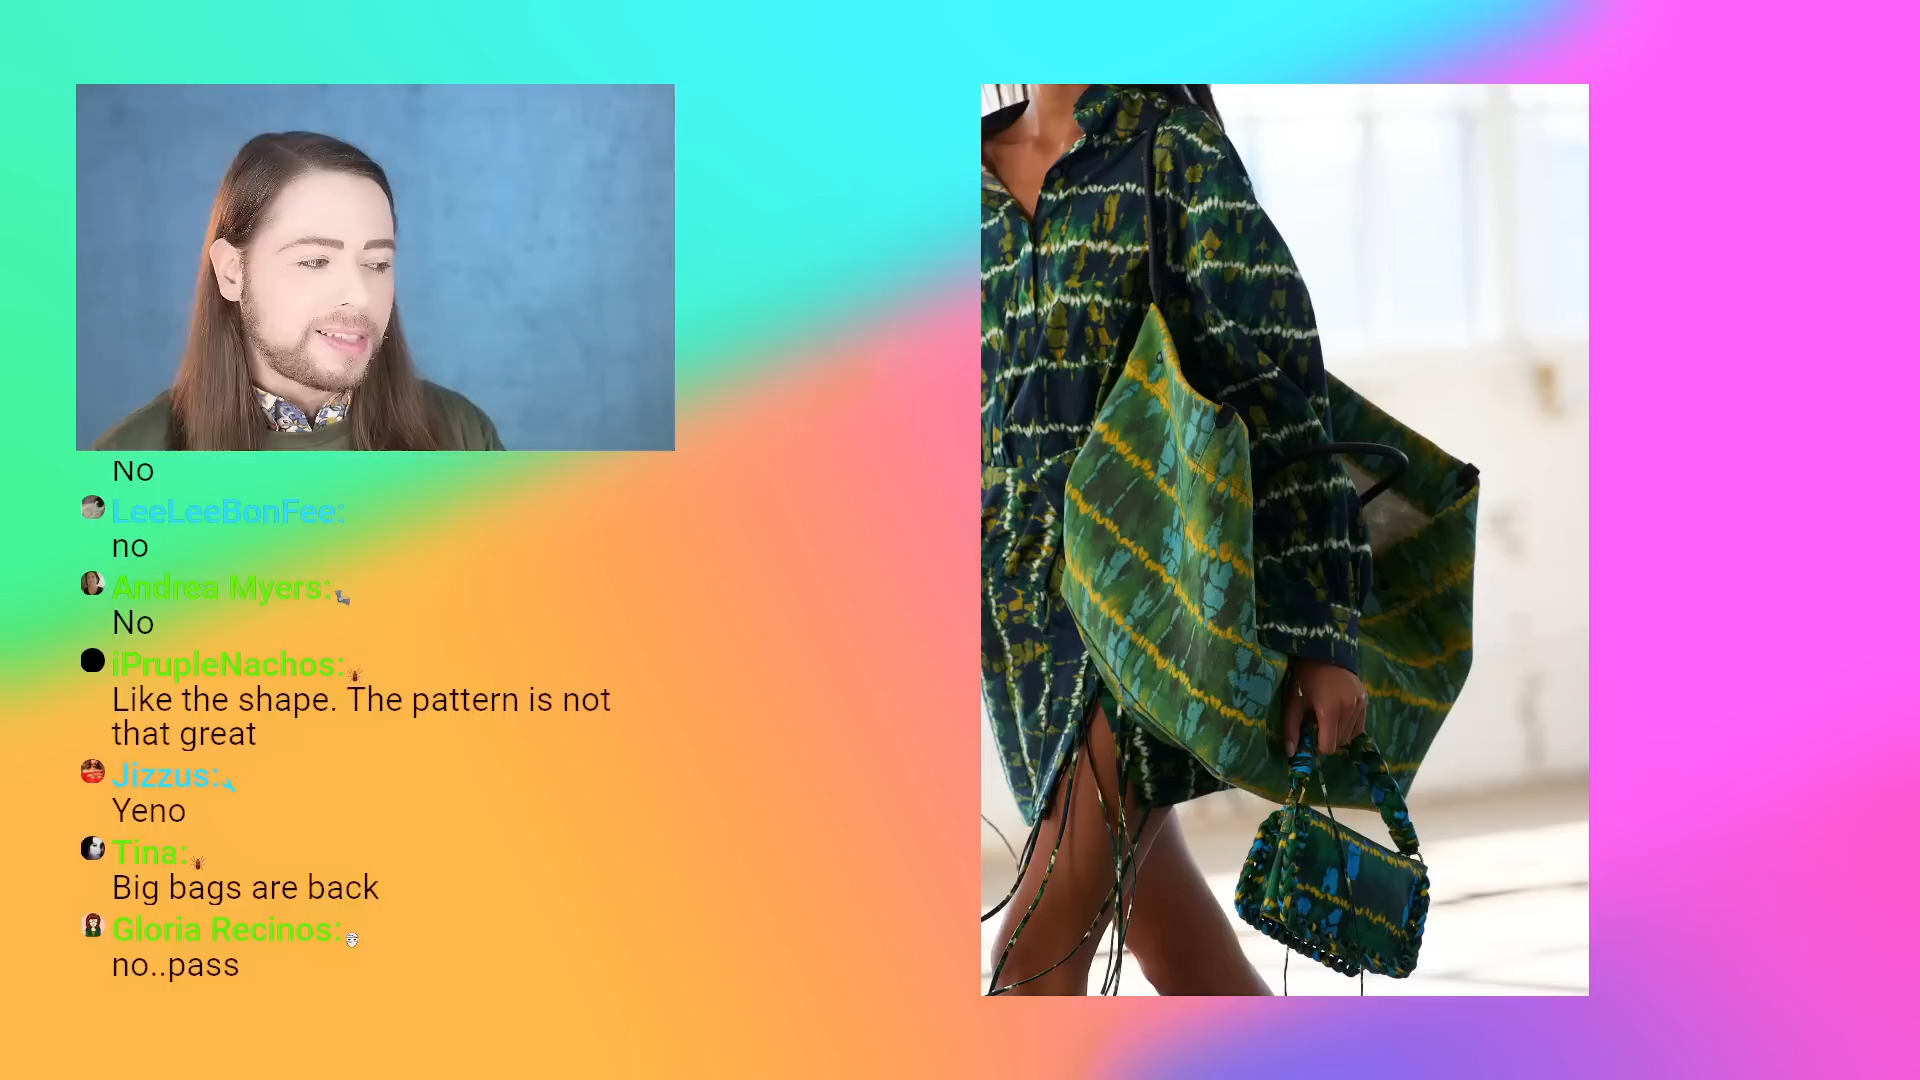 No
LeeLeeBonFee:
no
Andrea Myers:
No
iPrupleNachos:
Like the shape. The pattern is not
that great
Jizzus:
Yeno
Tina:
Big bags are back
Gloria Recinos:
no..pass